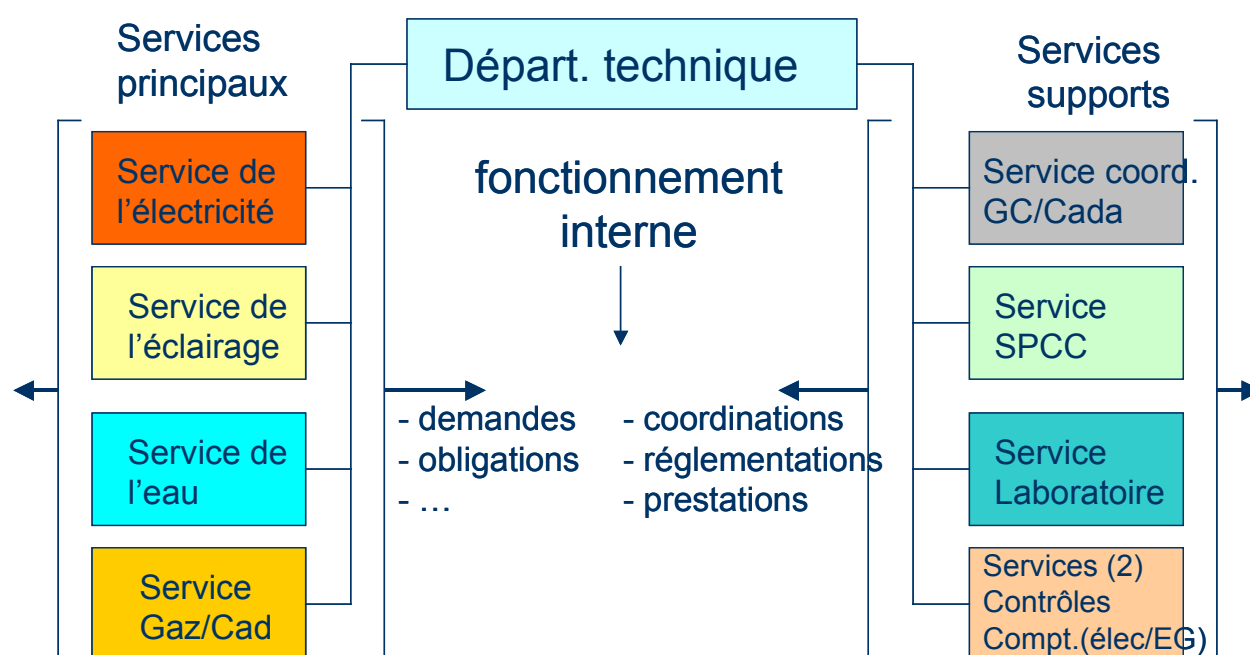 Services
principaux
Départ. technique
Services
supports
Service de
l’électricité
Service de
l’éclairage
Service de
l’eau
Service
Gaz/Cad
fonctionnement
interne
- demandes
- obligations
- …
- coordinations
- réglementations
- prestations
Service coord.
GC/Cada
Service
SPCC
Service
Laboratoire
Services (2)
Contrôles
Compt.(élec/EG)